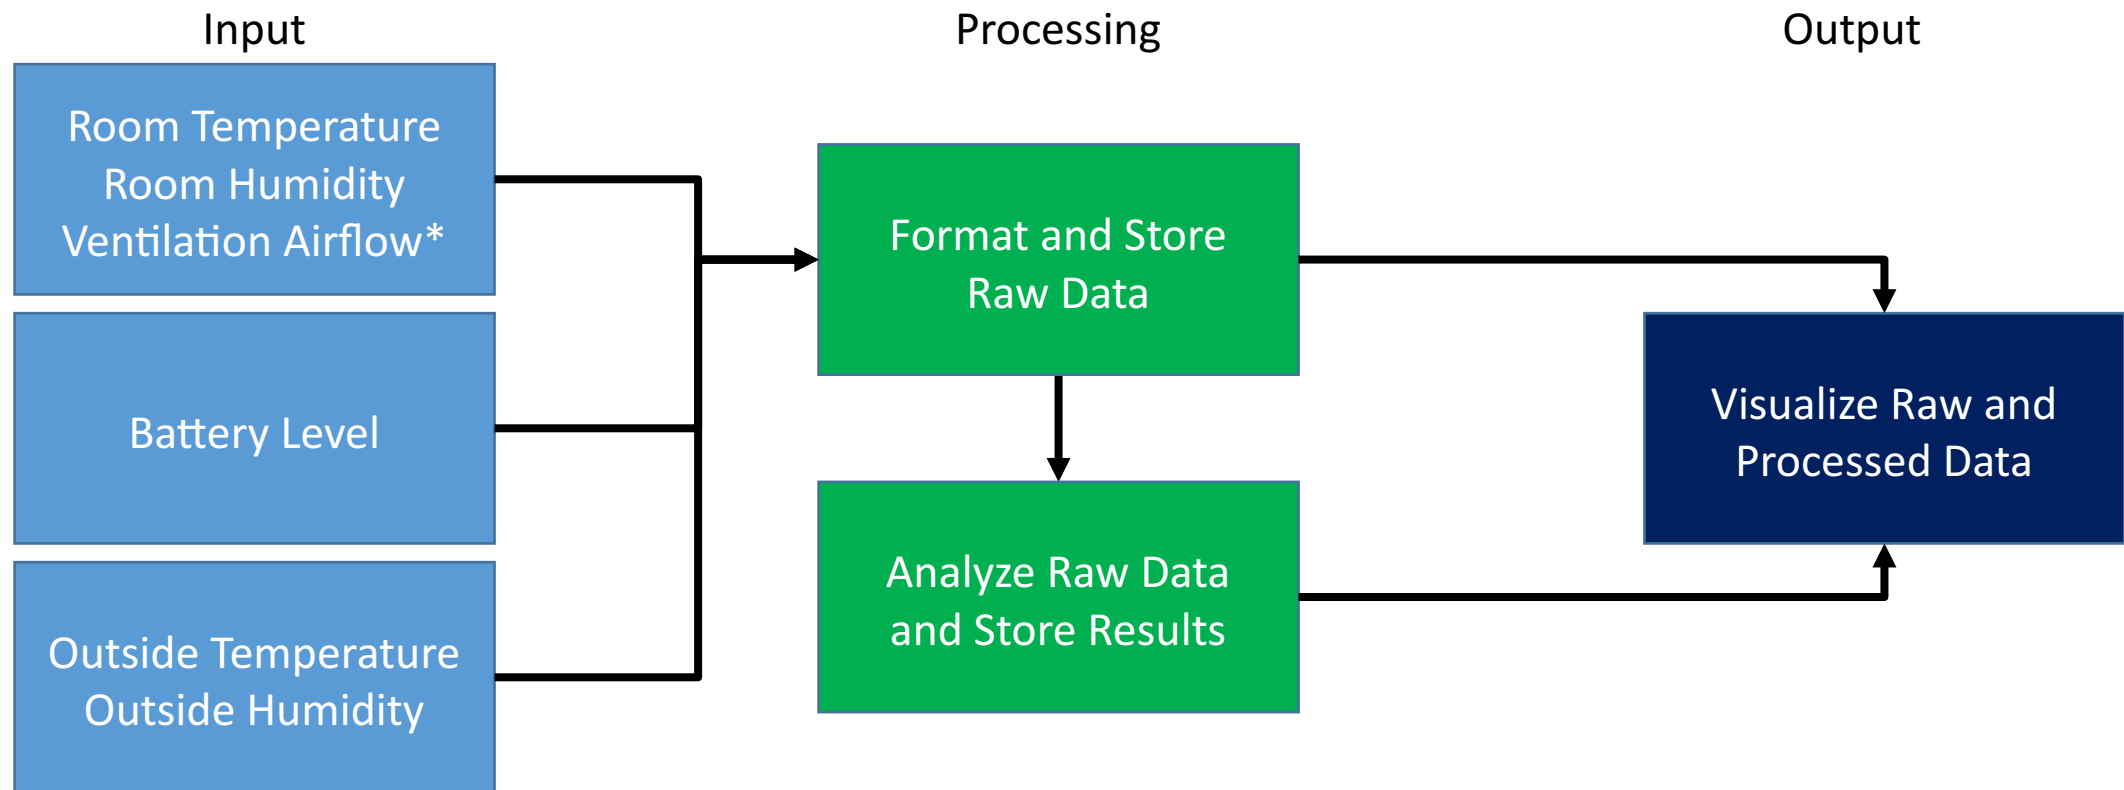 Input
Processing
Output
Room Temperature
Room Humidity
Ventilation Airflow*
Battery Level
Outside Temperature
Outside Humidity
Format and Store
Raw Data
Analyze Raw Data
and Store Results
Visualize Raw and
Processed Data